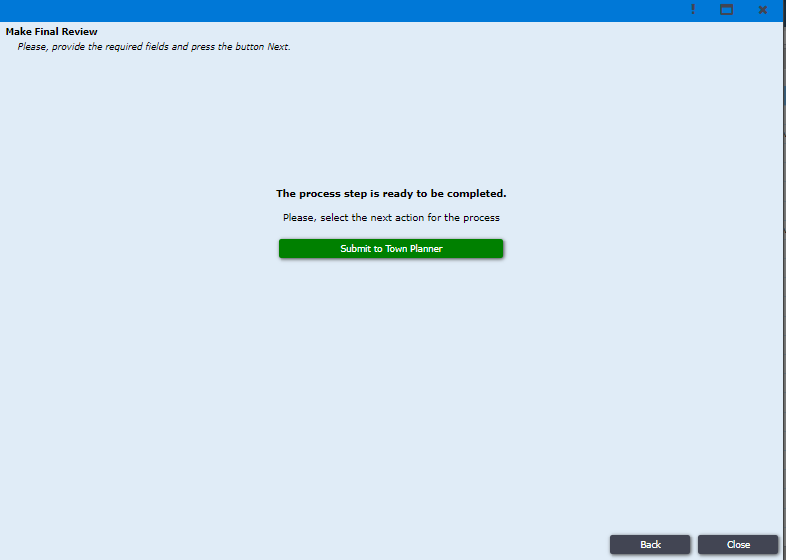 Make Final Review
Please, provide the required fields and press the button Next.
The process step is ready to be completed.
Please, select the next action for the process
Submit to Town Planner
Back
Close